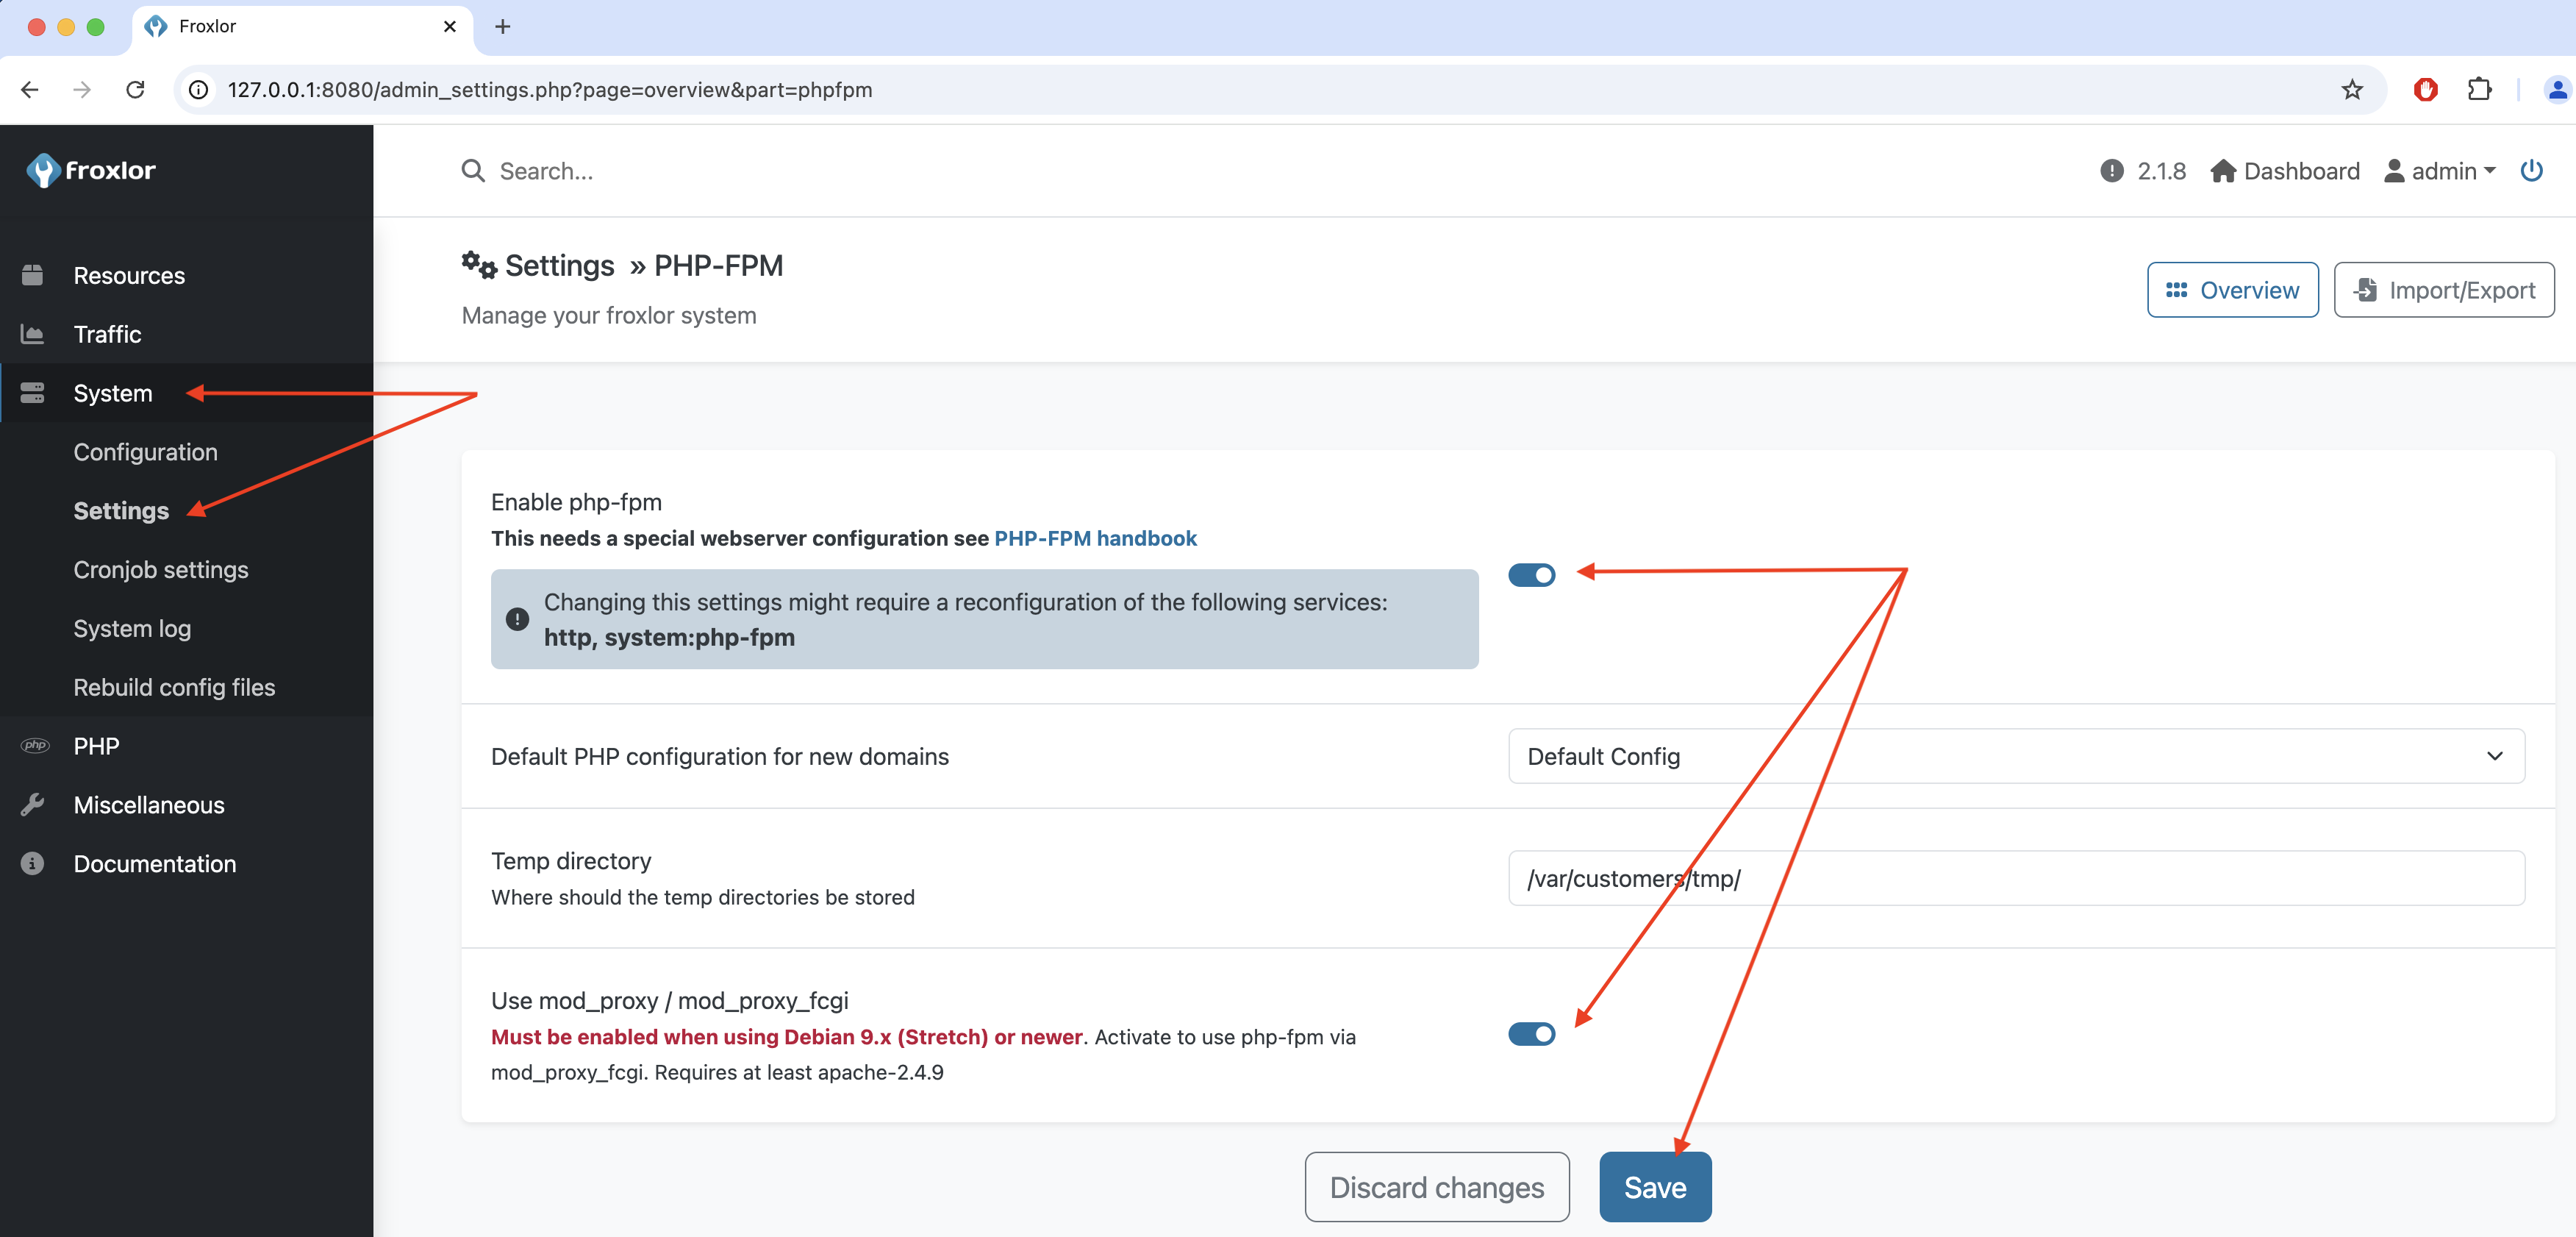 Froxlor
127.0.0.1:8080/admin_settings.php?page=overview&part=phpfpm
froxlor
Search...
2.1.8
Dashboard
admin
Resources
Traffic
System
Configuration
Settings
Cronjob settings
System log
Rebuild config files
php
PHP
Miscellaneous
Documentation
Settings » PHP-FPM
Manage your froxlor system
Overview
Import/Export
Enable php-fpm
This needs a special webserver configuration see PHP-FPM handbook
Changing this settings might require a reconfiguration of the following services:
http, system:php-fpm
Default PHP configuration for new domains
Default Config
Temp directory
Where should the temp directories be stored
/var/customers/tmp/
Use mod_proxy / mod_proxy_fcgi
Must be enabled when using Debian 9.x (Stretch) or newer. Activate to use php-fpm via
mod_proxy_fcgi. Requires at least apache-2.4.9
Discard changes
Save